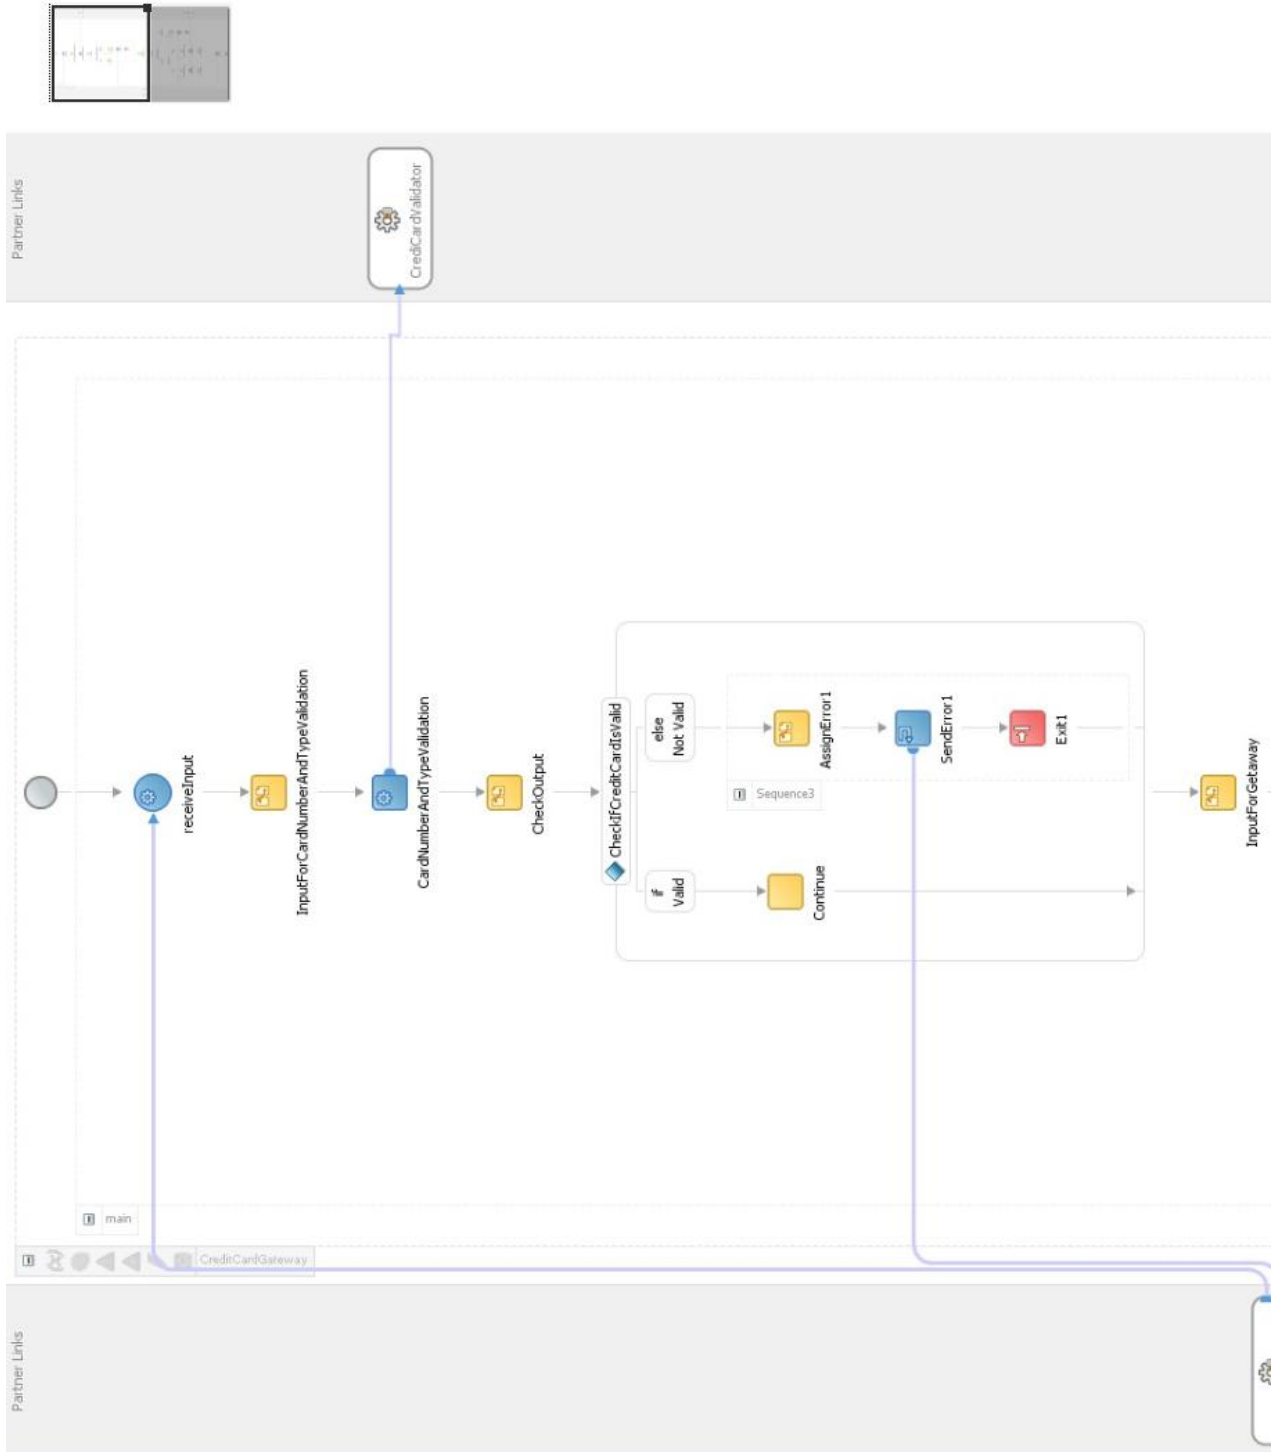 Partner Links
CrediCardValidator
receiveInput
InputForCardNumberAndTypeValidation
CardNumberAndTypeValidation
CheckOutput
CheckIfCreditCardIsValid
else
Not Valid
AssignError1
SendError1
Exit1
Sequence3
if
Valid
Continue
InputForGetaway
main
CreditCardGateway
Partner Links